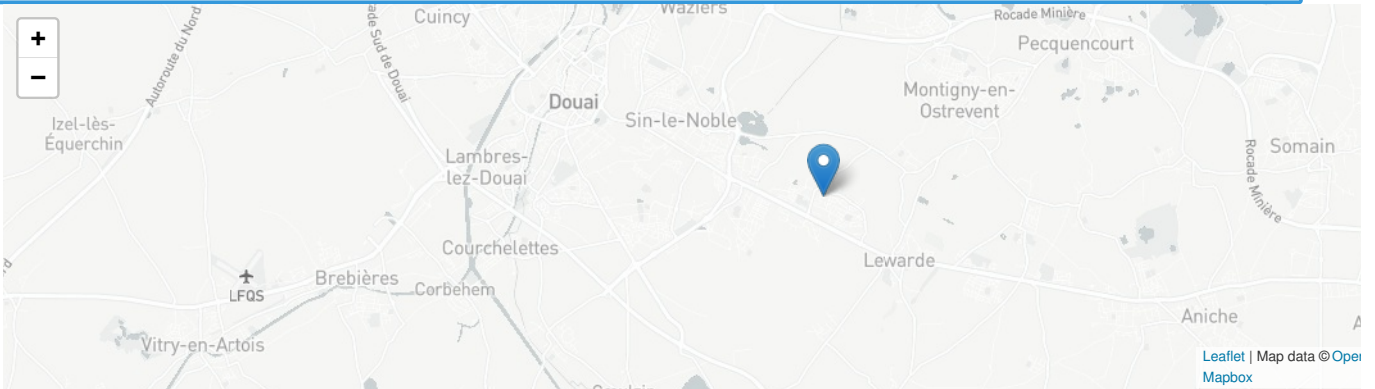 +
−
Cuincy
Waziers
Rocade Minière
Pecquencourt
Autoroute du Nord
Sud de Douai
Montigny-en-
Ostrevent
Douai
Sin-le-Noble
Izel-lès-
Équerchin
Somain
Lambres-
lez-Douai
Rocade Minière
Courchelettes
Lewarde
Brebières
Corbehem
LFQS
Aniche
Vitry-en-Artois
Leaflet | Map data © Oper
Mapbox